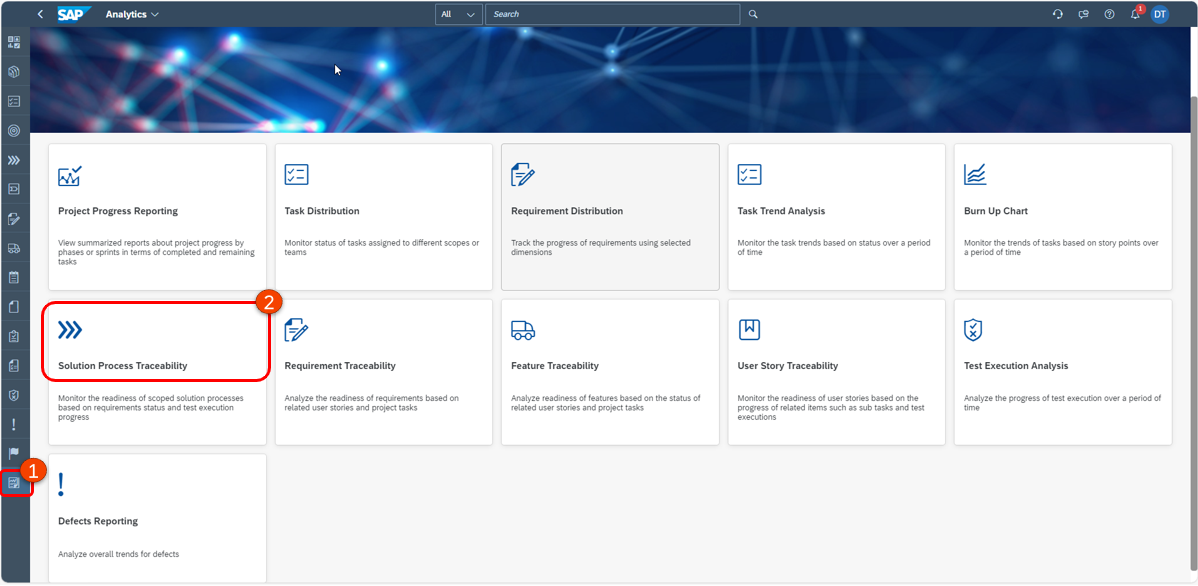 SAP Analytics All Search 1 DT
Project Progress Reporting
View summarized reports about project progress by
phases or sprints in terms of completed and remaining
tasks
Task Distribution
Monitor status of tasks assigned to different scopes or
teams
Requirement Distribution
Track the progress of requirements using selected
dimensions
Task Trend Analysis
Monitor the task trends based on status over a period
of time
Burn Up Chart
Monitor the trends of tasks based on story points over
a period of time
2
Solution Process Traceability
Monitor the readiness of scoped solution processes
based on requirements status and test execution
progress
Requirement Traceability
Analyze the readiness of requirements based on
related user stories and project tasks
Feature Traceability
Analyze readiness of features based on the status of
related user stories and project tasks
User Story Traceability
Monitor the readiness of user stories based on the
progress of related items such as sub tasks and test
executions
Test Execution Analysis
Analyze the progress of test execution over a period of
time
1
Defects Reporting
Analyze overall trends for defects